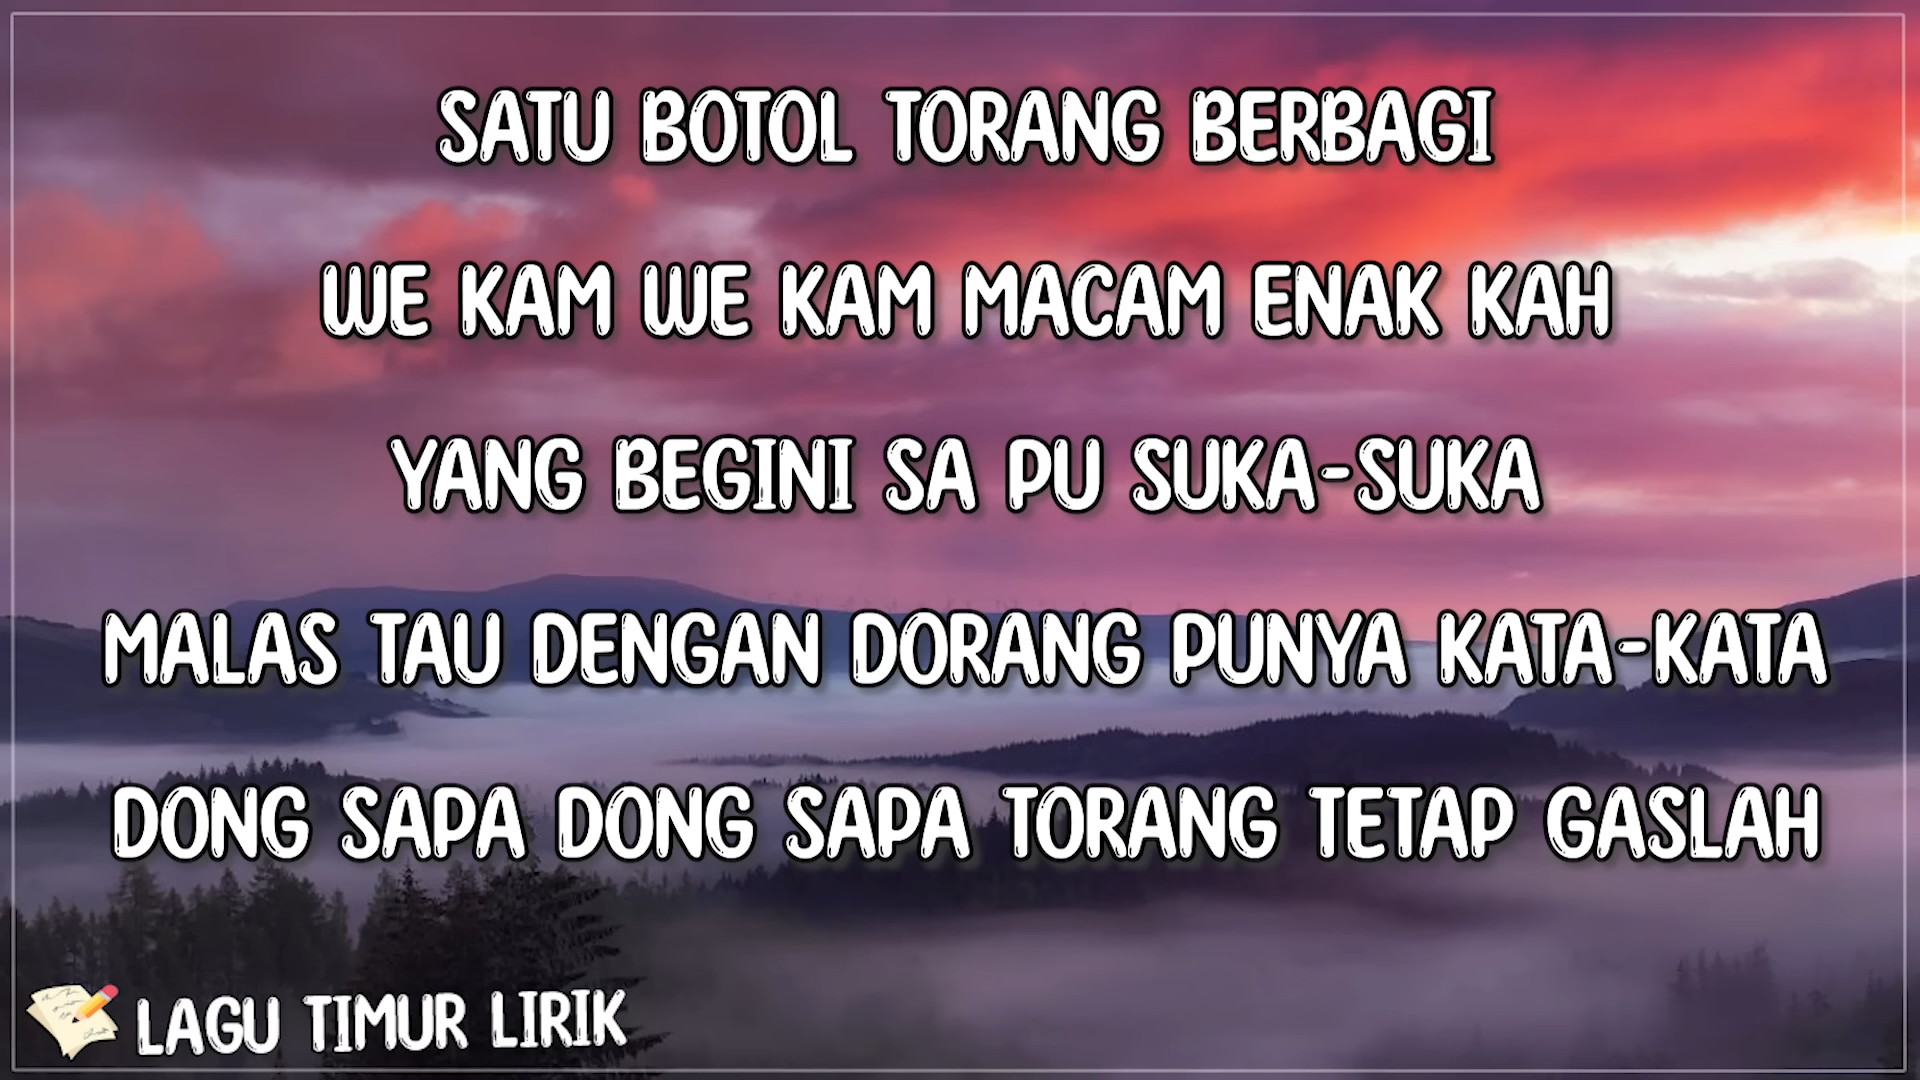 SATU BOTOL TORANG BERBAGI
WE KAM WE KAM MACAM ENAK KAH
YANG BEGINI SA PU SUKA-SUKA
MALAS TAU DENGAN DORANG PUNYA KATA-KATA
DONG SAPA DONG SAPA TORANG TETAP GASLAH
LAGU TIMUR LIRIK